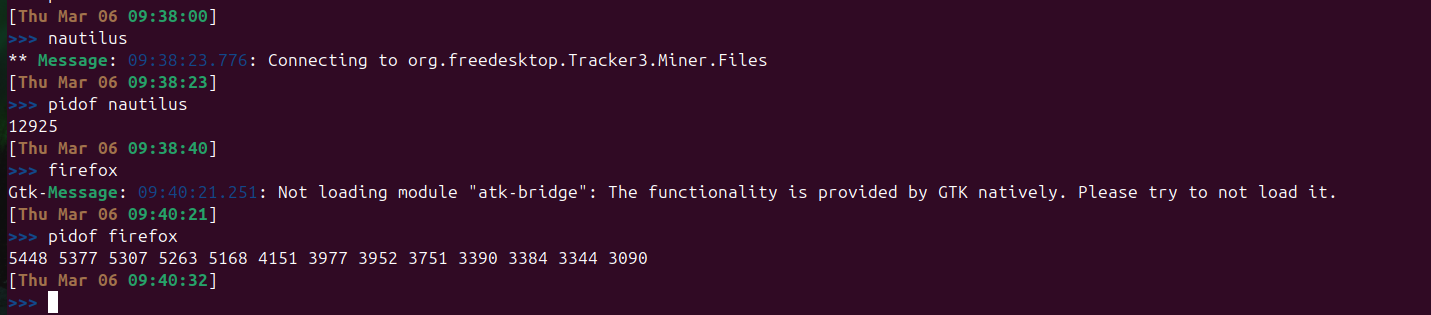 [Thu Mar 06 09:38:00]
>>> nautilus
** Message: 09:38:23.776: Connecting to org.freedesktop.Tracker3.Miner.Files
[Thu Mar 06 09:38:23]
>>> pidof nautilus
12925
[Thu Mar 06 09:38:40]
>>> firefox
Gtk-Message: 09:40:21.251: Not loading module "atk-bridge": The functionality is provided by GTK natively. Please try to not load it.
[Thu Mar 06 09:40:21]
>>> pidof firefox
5448 5377 5307 5263 5168 4151 3977 3952 3751 3390 3384 3344 3090
[Thu Mar 06 09:40:32]
>>>